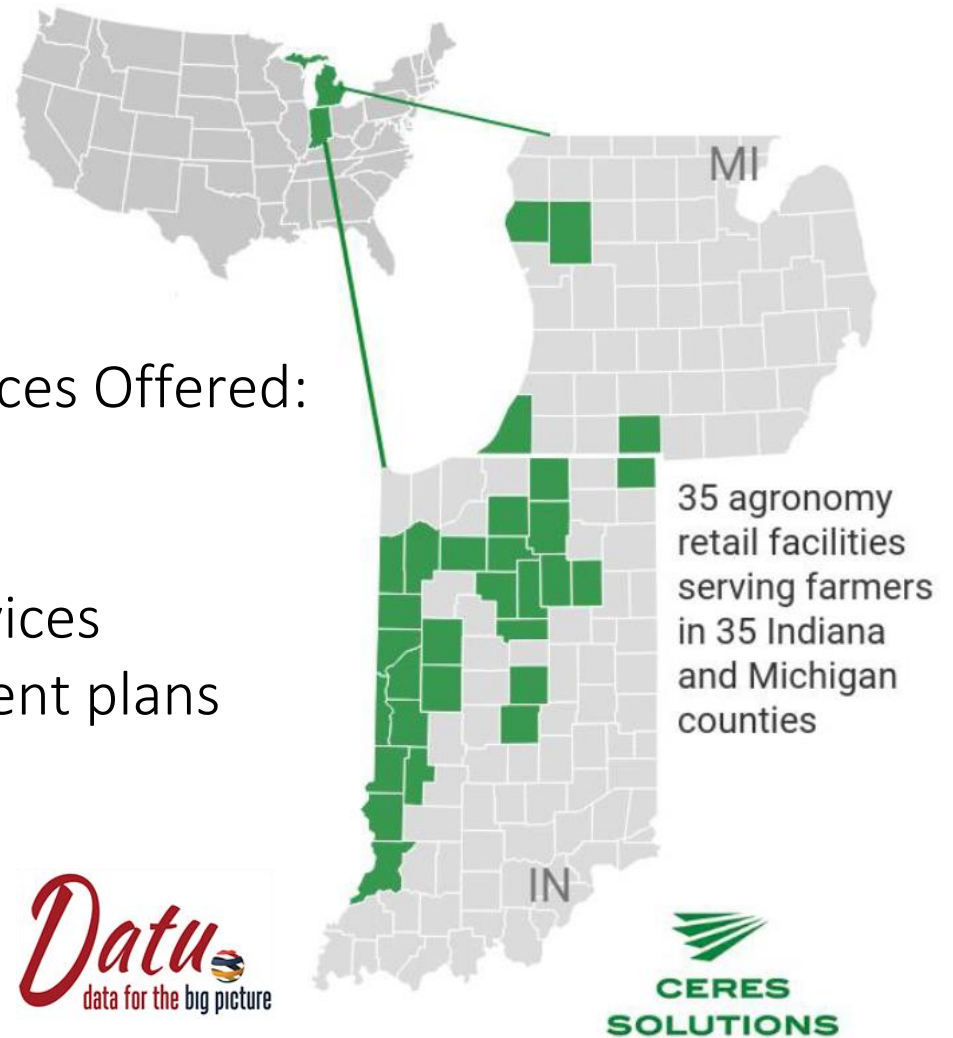 MI
ces Offered:
35 agronomy
retail facilities
serving farmers
in 35 Indiana
and Michigan
counties
vices
ent plans
IN
Datu
data for the big picture
CERES
SOLUTIONS